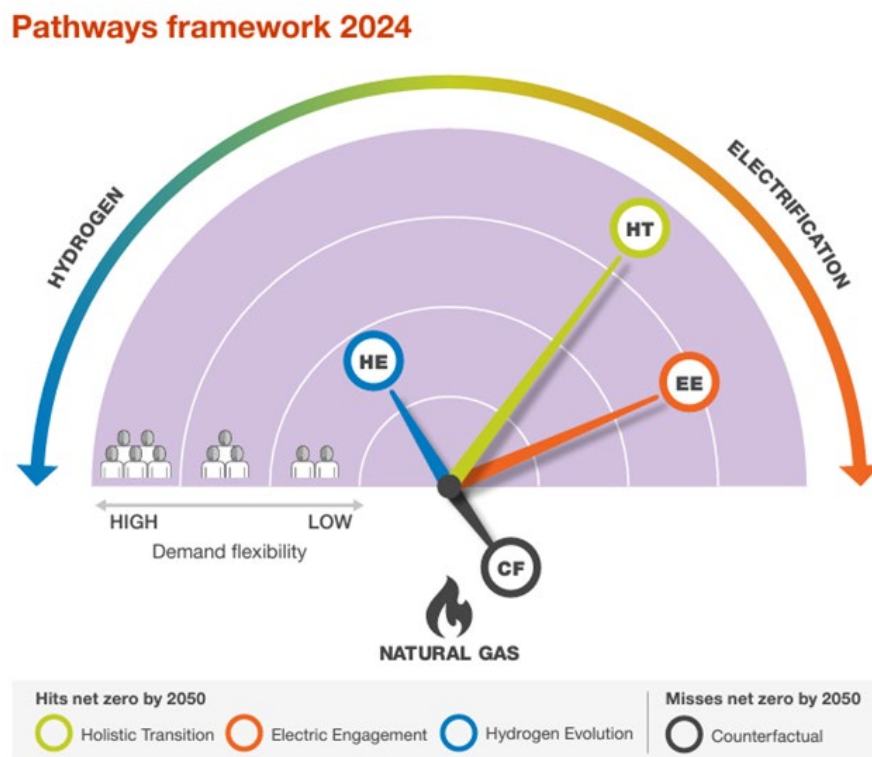 Pathways framework 2024
HYDROGEN
ELECTRIFICATION
HT
HE
EE
HIGH
LOW
Demand flexibility
CF
NATURAL GAS
Hits net zero by 2050
Holistic Transition
Electric Engagement
Hydrogen Evolution
Misses net zero by 2050
Counterfactual